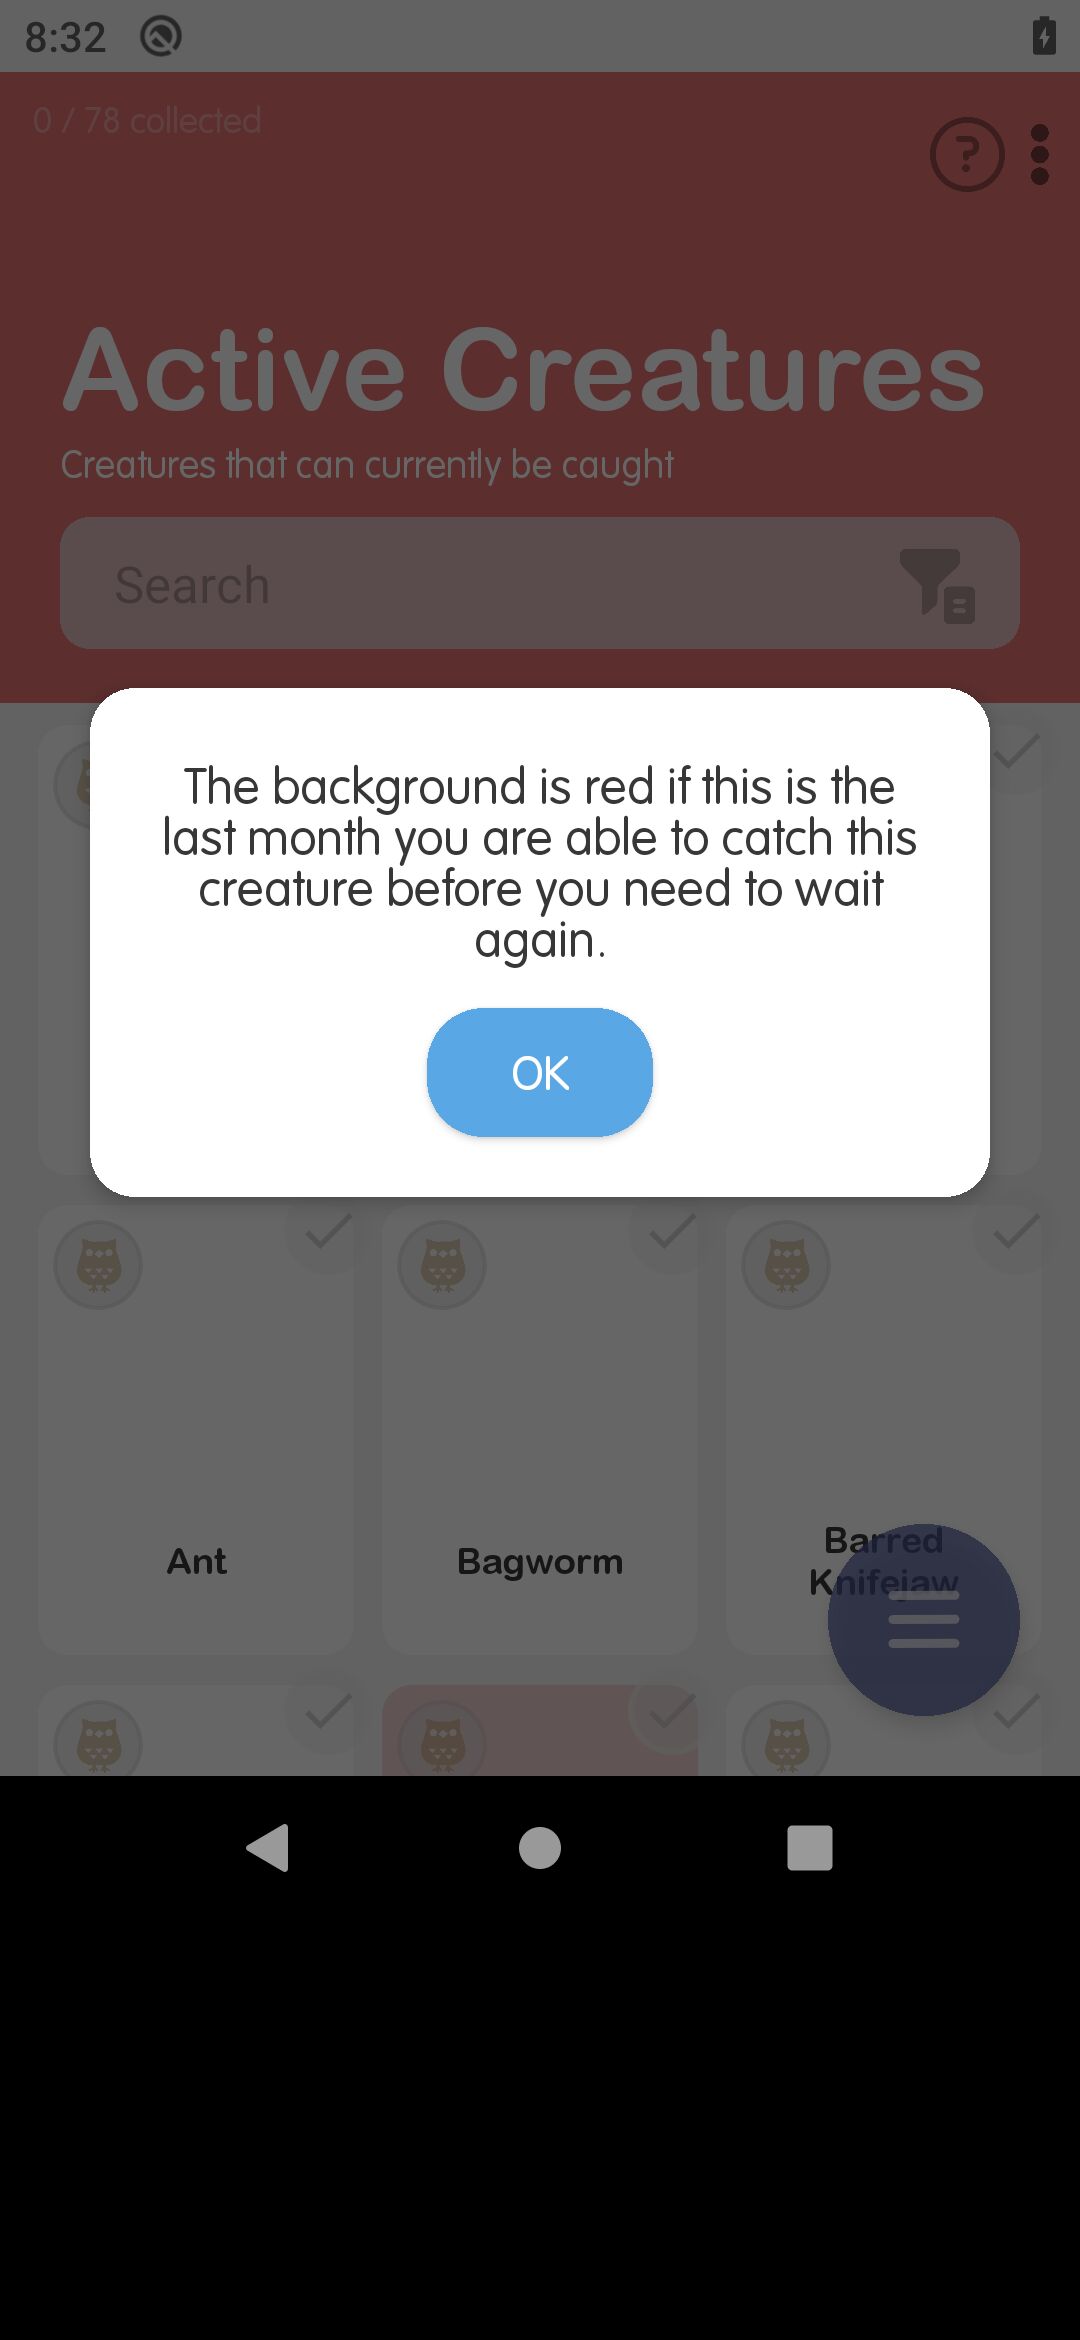 8:32
0 / 78 collected
Active Creatures
Creatures that can currently be caught
Search
The background is red if this is the
last month you are able to catch this
creature before you need to wait
again.
OK
Ant
Bagworm
Barred
Knifejaw